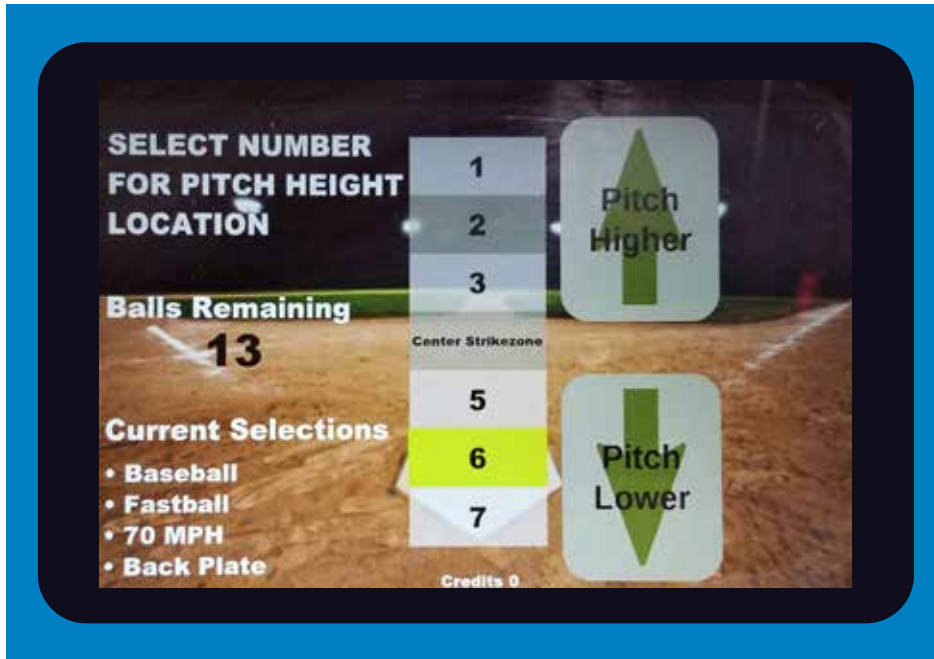 SELECT NUMBER
FOR PITCH HEIGHT
LOCATION
Balls Remaining
13
Current Selections
• Baseball
• Fastball
• 70 MPH
• Back Plate
1
2
3
Center Strikezone
5
6
7
Credits 0
Pitch
Higher
Pitch
Lower